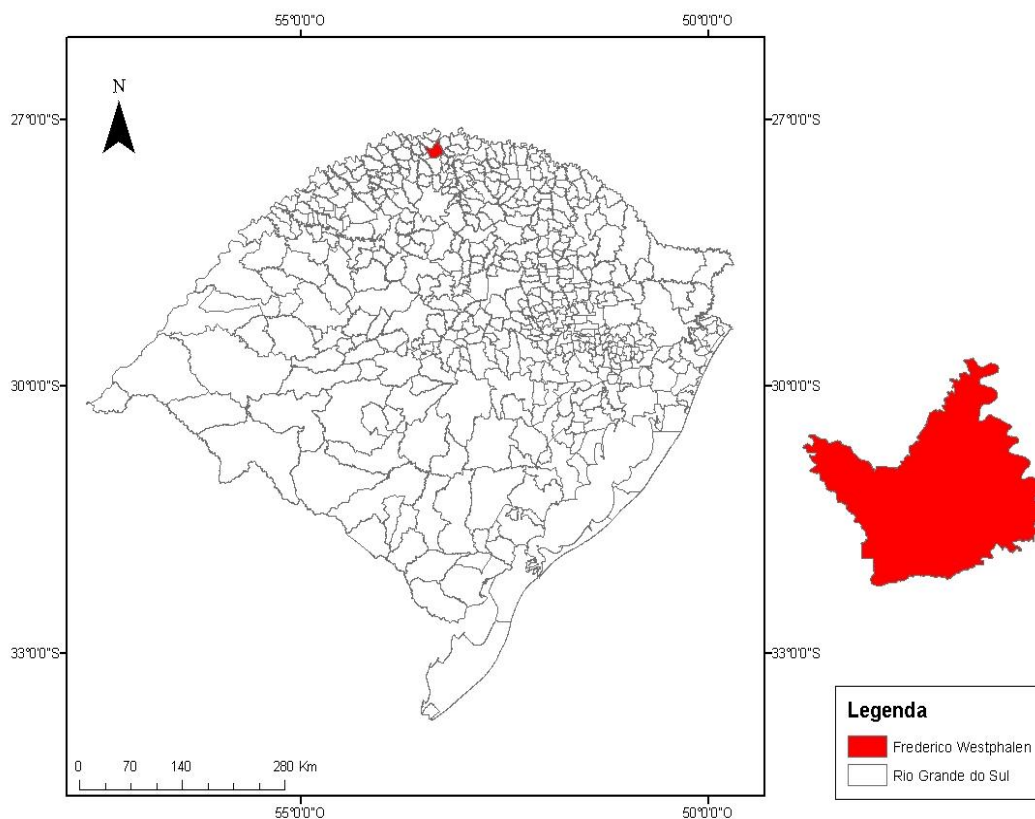 55°0'0"O 50°0'0"O
N
27°0'0"S 27°0'0"S
30°0'0"S 30°0'0"S
33°0'0"S 33°0'0"S
Legenda
Frederico Westphalen
Rio Grande do Sul
0 70 140 280 Km
55°0'0"O 50°0'0"O